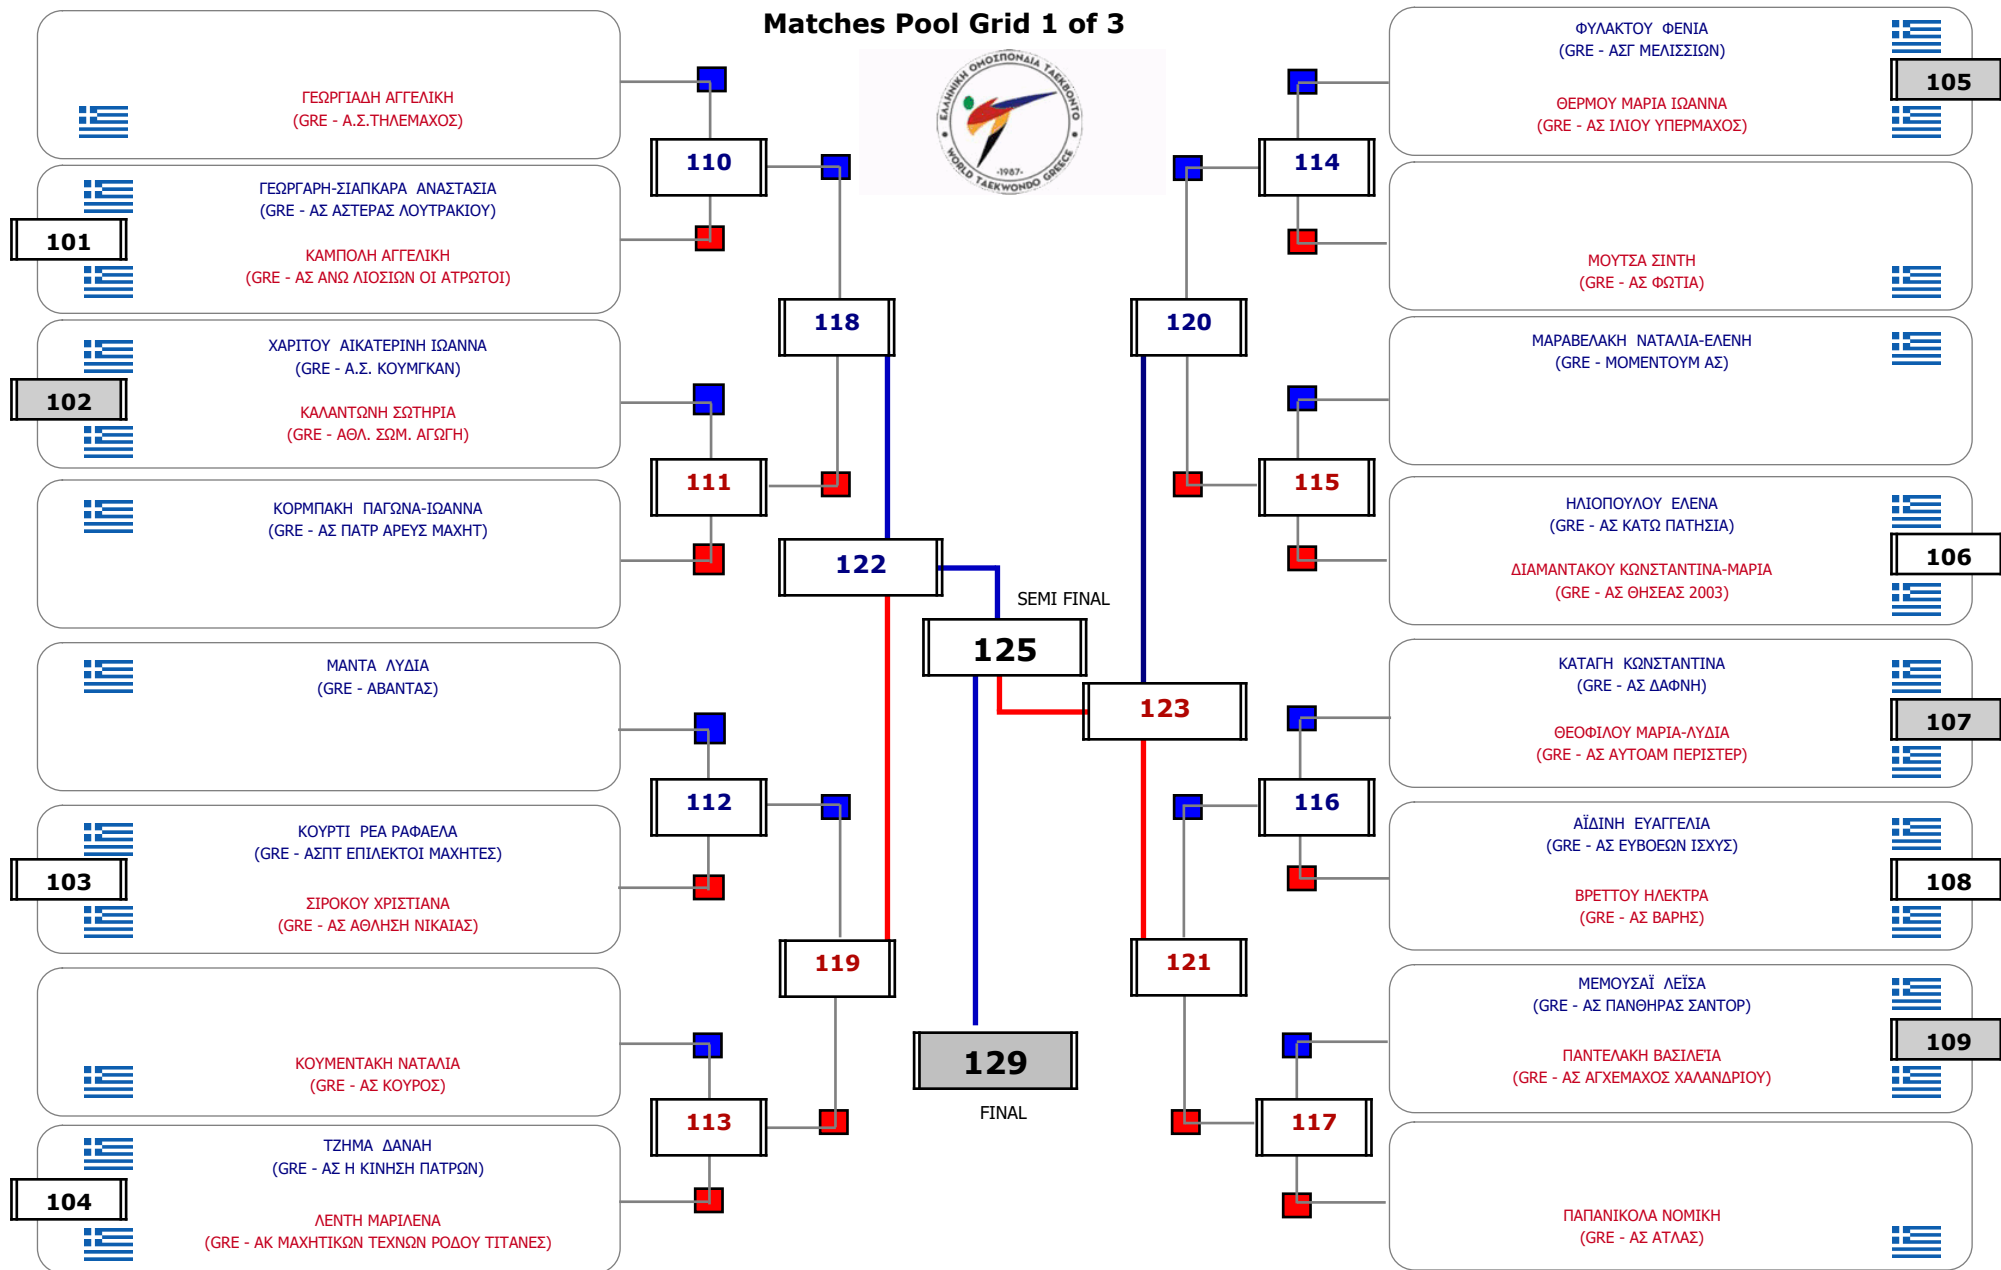 Matches Pool Grid 1 of 3
ΕΛΛΗΝΙΚΗ ΟΜΟΣΠΟΝΔΙΑ ΤΑΕΚΒΟΝΤΟ
·1987·
WORLD TAEKWONDO GREECE
ΓΕΩΡΓΙΑΔΗ ΑΓΓΕΛΙΚΗ
(GRE - Α.Σ.ΤΗΛΕΜΑΧΟΣ)
ΓΕΩΡΓΑΡΗ-ΣΙΑΠΚΑΡΑ ΑΝΑΣΤΑΣΙΑ
(GRE - ΑΣ ΑΣΤΕΡΑΣ ΛΟΥΤΡΑΚΙΟΥ)
101
ΚΑΜΠΟΛΗ ΑΓΓΕΛΙΚΗ
(GRE - ΑΣ ΑΝΩ ΛΙΟΣΙΩΝ ΟΙ ΑΤΡΩΤΟΙ)
ΧΑΡΙΤΟΥ ΑΙΚΑΤΕΡΙΝΗ ΙΩΑΝΝΑ
(GRE - Α.Σ. ΚΟΥΜΓΚΑΝ)
102
ΚΑΛΑΝΤΩΝΗ ΣΩΤΗΡΙΑ
(GRE - ΑΘΛ. ΣΩΜ. ΑΓΩΓΗ)
ΚΟΡΜΠΑΚΗ ΠΑΓΩΝΑ-ΙΩΑΝΝΑ
(GRE - ΑΣ ΠΑΤΡ ΑΡΕΥΣ ΜΑΧΗΤ)
ΜΑΝΤΑ ΛΥΔΙΑ
(GRE - ΑΒΑΝΤΑΣ)
ΚΟΥΡΤΙ ΡΕΑ ΡΑΦΑΕΛΑ
(GRE - ΑΣΠΤ ΕΠΙΛΕΚΤΟΙ ΜΑΧΗΤΕΣ)
103
ΣΙΡΟΚΟΥ ΧΡΙΣΤΙΑΝΑ
(GRE - ΑΣ ΑΘΛΗΣΗ ΝΙΚΑΙΑΣ)
ΚΟΥΜΕΝΤΑΚΗ ΝΑΤΑΛΙΑ
(GRE - ΑΣ ΚΟΥΡΟΣ)
ΤΖΗΜΑ ΔΑΝΑΗ
(GRE - ΑΣ Η ΚΙΝΗΣΗ ΠΑΤΡΩΝ)
104
ΛΕΝΤΗ ΜΑΡΙΛΕΝΑ
(GRE - ΑΚ ΜΑΧΗΤΙΚΩΝ ΤΕΧΝΩΝ ΡΟΔΟΥ ΤΙΤΑΝΕΣ)
110
111
112
113
118
119
122
SEMI FINAL
125
123
129
FINAL
120
121
114
115
116
117
ΦΥΛΑΚΤΟΥ ΦΕΝΙΑ
(GRE - ΑΣΓ ΜΕΛΙΣΣΙΩΝ)
105
ΘΕΡΜΟΥ ΜΑΡΙΑ ΙΩΑΝΝΑ
(GRE - ΑΣ ΙΛΙΟΥ ΥΠΕΡΜΑΧΟΣ)
ΜΟΥΤΣΑ ΣΙΝΤΗ
(GRE - ΑΣ ΦΩΤΙΑ)
ΜΑΡΑΒΕΛΑΚΗ ΝΑΤΑΛΙΑ-ΕΛΕΝΗ
(GRE - ΜΟΜΕΝΤΟΥΜ ΑΣ)
ΗΛΙΟΠΟΥΛΟΥ ΕΛΕΝΑ
(GRE - ΑΣ ΚΑΤΩ ΠΑΤΗΣΙΑ)
106
ΔΙΑΜΑΝΤΑΚΟΥ ΚΩΝΣΤΑΝΤΙΝΑ-ΜΑΡΙΑ
(GRE - ΑΣ ΘΗΣΕΑΣ 2003)
ΚΑΤΑΓΗ ΚΩΝΣΤΑΝΤΙΝΑ
(GRE - ΑΣ ΔΑΦΝΗ)
107
ΘΕΟΦΙΛΟΥ ΜΑΡΙΑ-ΛΥΔΙΑ
(GRE - ΑΣ ΑΥΤΟΑΜ ΠΕΡΙΣΤΕΡ)
ΑΪΔΙΝΗ ΕΥΑΓΓΕΛΙΑ
(GRE - ΑΣ ΕΥΒΟΕΩΝ ΙΣΧΥΣ)
108
ΒΡΕΤΤΟΥ ΗΛΕΚΤΡΑ
(GRE - ΑΣ ΒΑΡΗΣ)
ΜΕΜΟΥΣΑΪ ΛΕΪΣΑ
(GRE - ΑΣ ΠΑΝΘΗΡΑΣ ΣΑΝΤΟΡ)
109
ΠΑΝΤΕΛΑΚΗ ΒΑΣΙΛΕΊΑ
(GRE - ΑΣ ΑΓΧΕΜΑΧΟΣ ΧΑΛΑΝΔΡΙΟΥ)
ΠΑΠΑΝΙΚΟΛΑ ΝΟΜΙΚΗ
(GRE - ΑΣ ΑΤΛΑΣ)